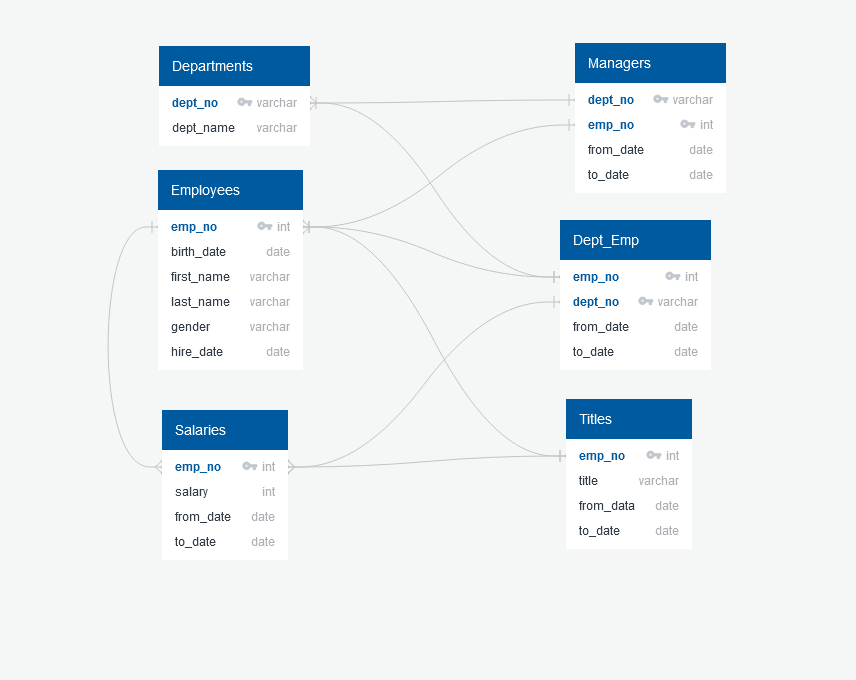 Departments
dept_no varchar
dept_name varchar
Employees
emp_no int
birth_date date
first_name varchar
last_name varchar
gender varchar
hire_date date
Salaries
emp_no int
salary int
from_date date
to_date date
Managers
dept_no varchar
emp_no int
from_date date
to_date date
Dept_Emp
emp_no int
dept_no varchar
from_date date
to_date date
Titles
emp_no int
title varchar
from_data date
to_date date